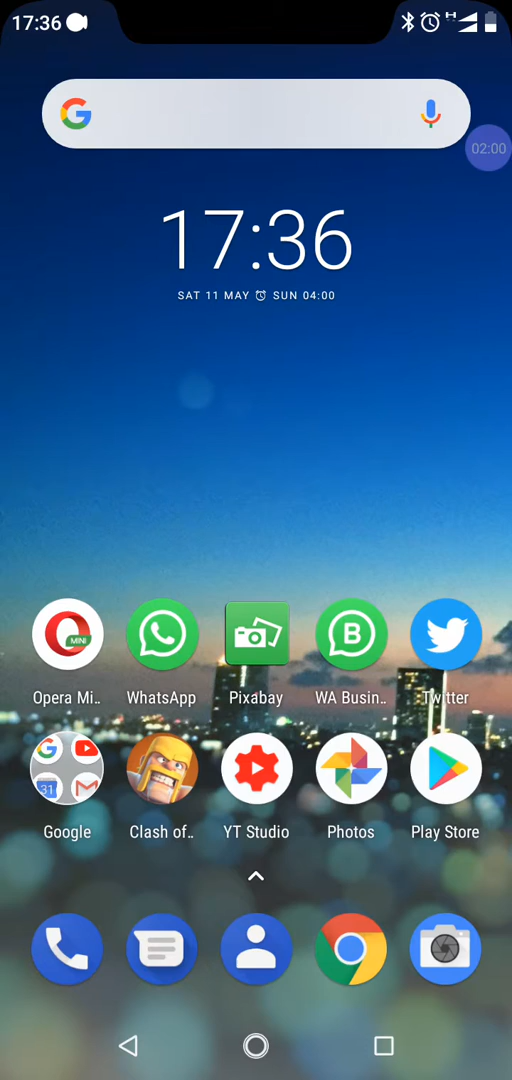 17:36
H
02:00
17:36
SAT 11 MAY SUN 04:00
MINI
B
Opera Mi.. WhatsApp Pixabay WA Busin.. Twitter
G
31
Google Clash of.. YT Studio Photos Play Store